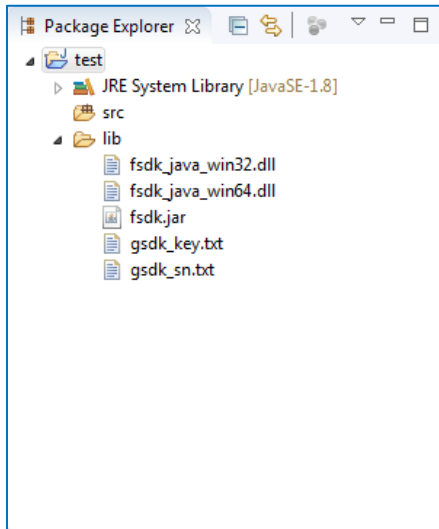 Package Explorer
test
JRE System Library [JavaSE-1.8]
src
lib
fsdk_java_win32.dll
fsdk_java_win64.dll
fsdk.jar
gsdk_key.txt
gsdk_sn.txt